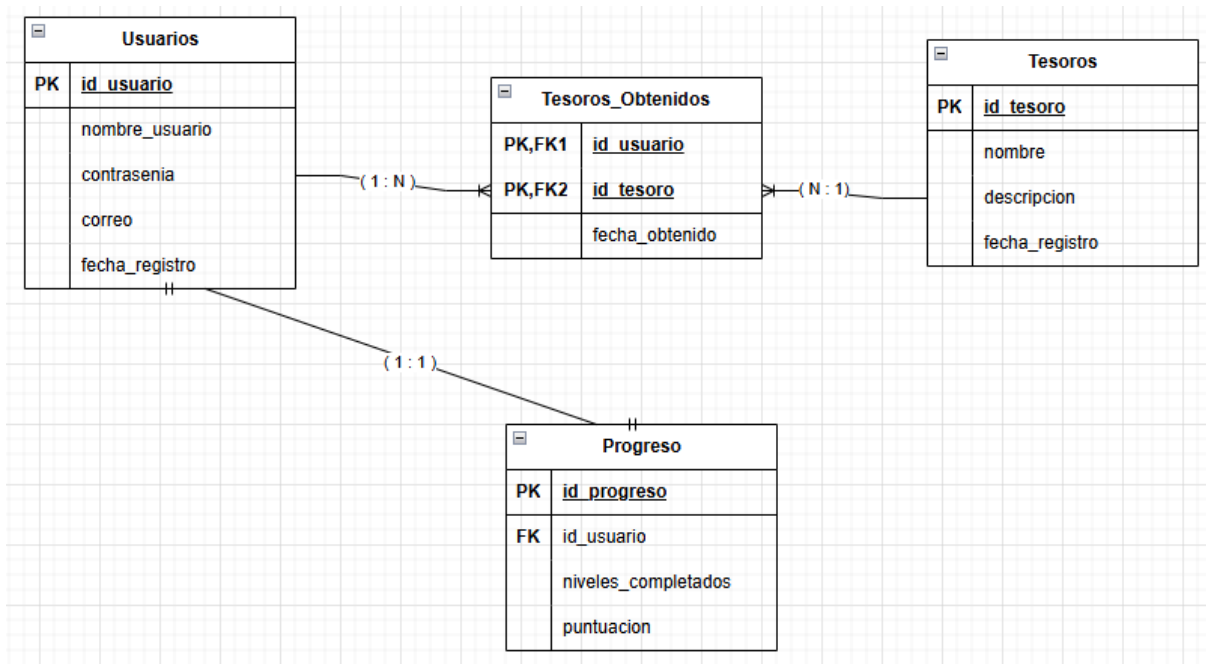 Usuarios
PK id_usuario
nombre_usuario
contrasenia
correo
fecha_registro
( 1 : N )
Tesoros_Obtenidos
PK,FK1 id_usuario
PK,FK2 id_tesoro
fecha_obtenido
( N : 1)
Tesoros
PK id_tesoro
nombre
descripcion
fecha_registro
( 1 : 1 )
Progreso
PK id_progreso
FK id_usuario
niveles_completados
puntuacion